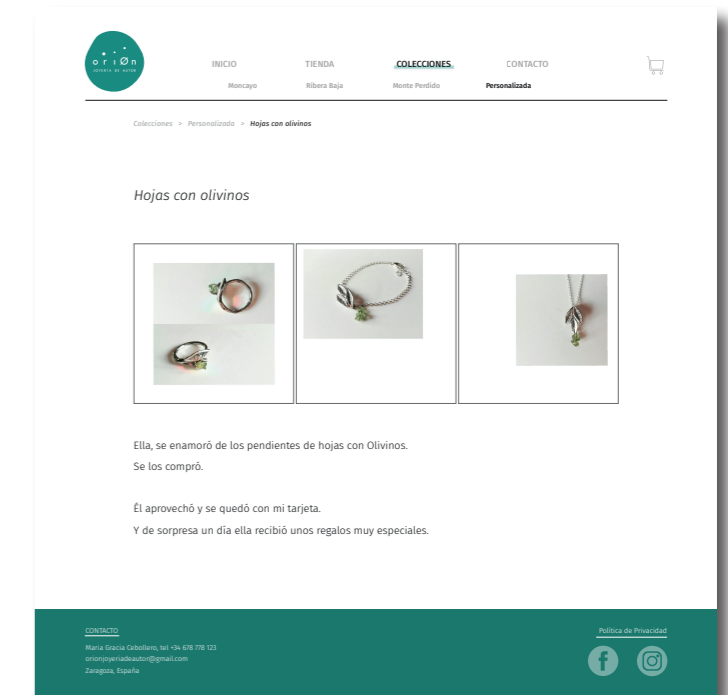 oriØn
JOYERÍA DE AUTOR
INICIO
TIENDA
COLECCIONES
CONTACTO
Moncayo
Ribera Baja
Monte Perdido
Personalizada
Colecciones > Personalizada > Hojas con olivinos
Hojas con olivinos
Ella, se enamoró de los pendientes de hojas con Olivinos.
Se los compró.
Él aprovechó y se quedó con mi tarjeta.
Y de sorpresa un día ella recibió unos regalos muy especiales.
CONTACTO
Maria Gracia Cebollero, tel +34 678 778 123
orionjoyeriadeautor@gmail.com
Zaragoza, España
Política de Privacidad